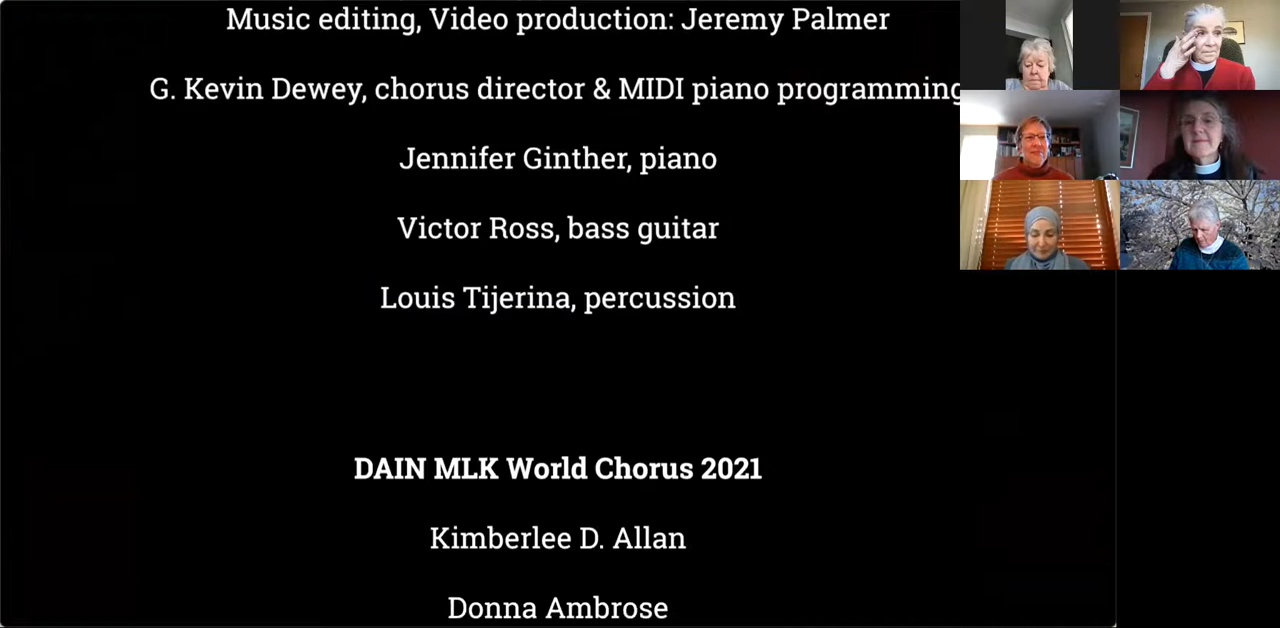 Music editing, Video production: Jeremy Palmer
G. Kevin Dewey, chorus director & MIDI piano programming
Jennifer Ginther, piano
Victor Ross, bass guitar
Louis Tijerina, percussion
DAIN MLK World Chorus 2021
Kimberlee D. Allan
Donna Ambrose